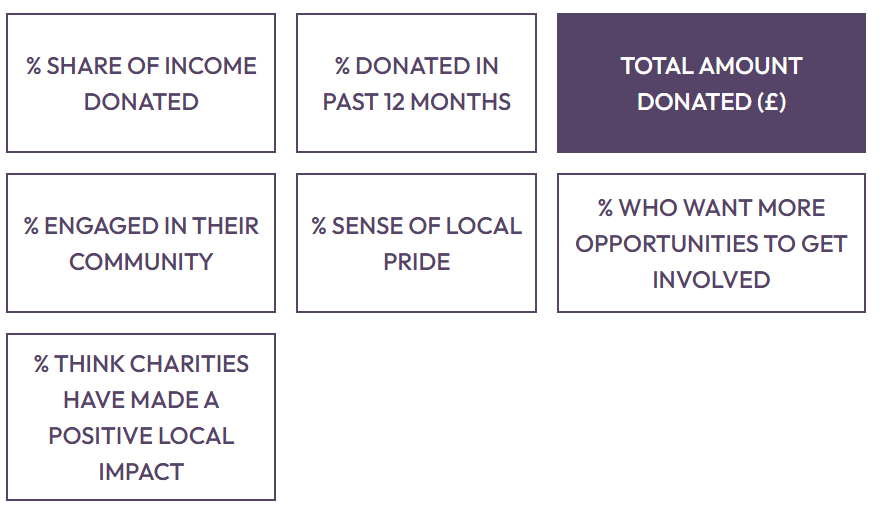 % SHARE OF INCOME
DONATED
% DONATED IN
PAST 12 MONTHS
TOTAL AMOUNT
DONATED (£)
% ENGAGED IN THEIR
COMMUNITY
% SENSE OF LOCAL
PRIDE
% WHO WANT MORE
OPPORTUNITIES TO GET
INVOLVED
% THINK CHARITIES
HAVE MADE A
POSITIVE LOCAL
IMPACT